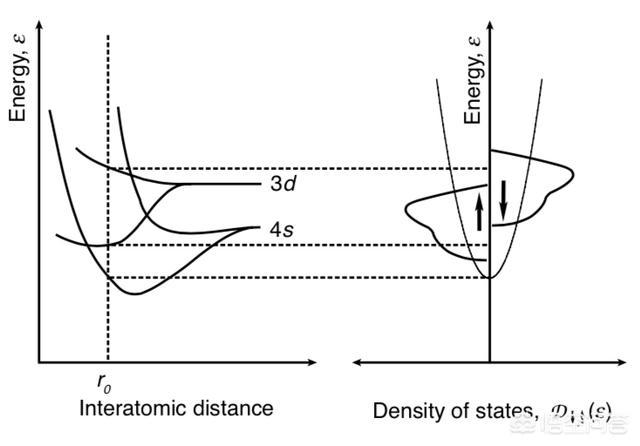 Energy, ε
3d
4s
r₀
Interatomic distance
Energy, ε
Density of states, 𝒟↑↓(ε)